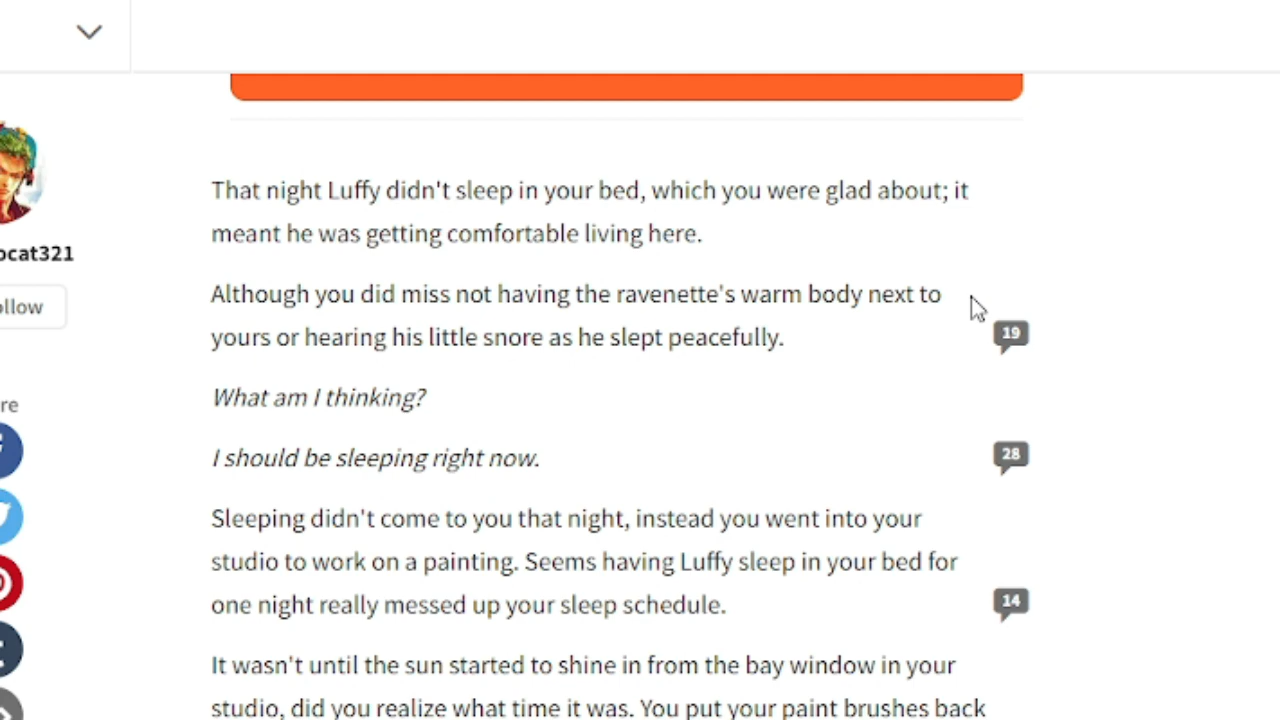 ocat321
ollow
re
That night Luffy didn't sleep in your bed, which you were glad about; it
meant he was getting comfortable living here.
Although you did miss not having the ravenette's warm body next to
yours or hearing his little snore as he slept peacefully.
19
What am I thinking?
I should be sleeping right now.
28
Sleeping didn't come to you that night, instead you went into your
studio to work on a painting. Seems having Luffy sleep in your bed for
one night really messed up your sleep schedule.
14
It wasn't until the sun started to shine in from the bay window in your
studio, did you realize what time it was. You put your paint brushes back